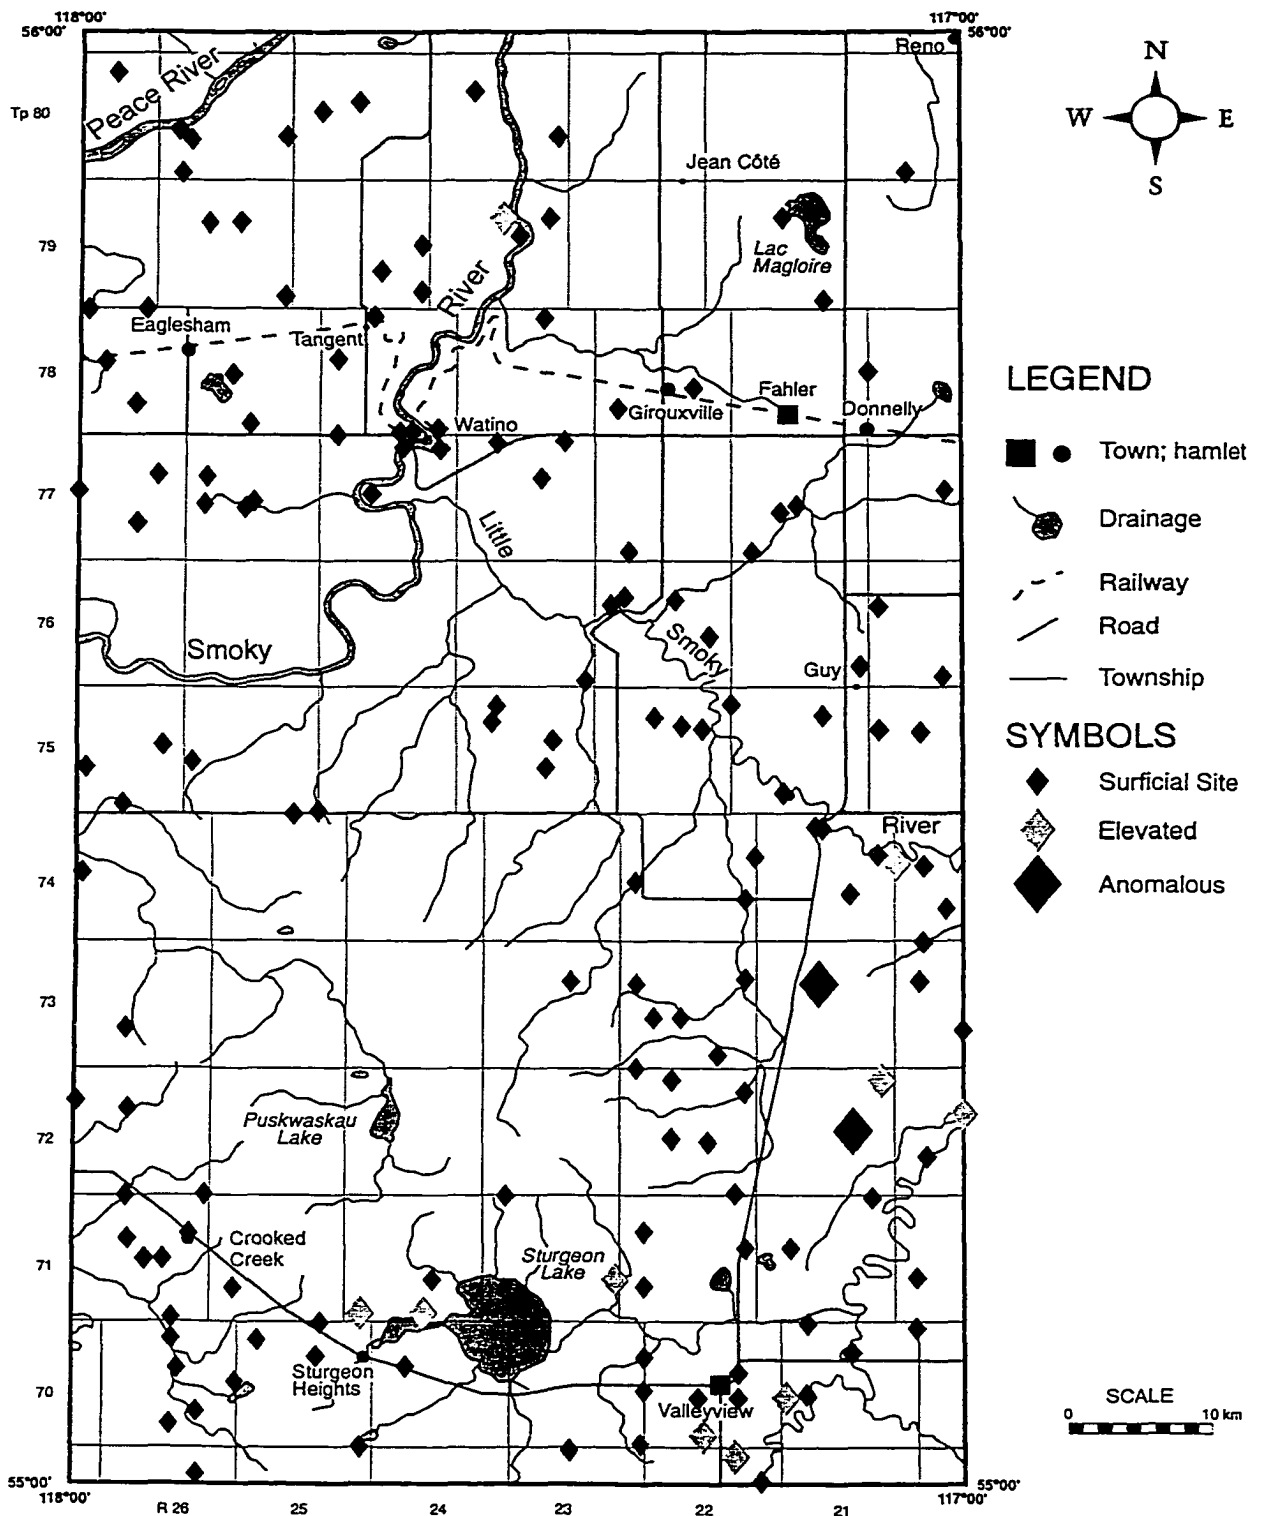 118°00'
117°00'
56°00'
56°00'
Reno
N
W
E
S
Peace River
Tp 80
Jean Côté
79
Lac
Magloire
River
Eaglesham
Tangent
78
Fahler
Girouxville
Donnelly
Watino
77
Little
76
Smoky
Smoky
Guy
75
River
74
73
Puskwaskau
Lake
72
Crooked
Creek
71
Sturgeon
Lake
Sturgeon
Heights
70
Valleyview
55°00'
55°00'
118°00'
117°00'
R 26
25
24
23
22
21
LEGEND
Town; hamlet
Drainage
Railway
Road
Township
SYMBOLS
Surficial Site
Elevated
Anomalous
SCALE
0
10 km